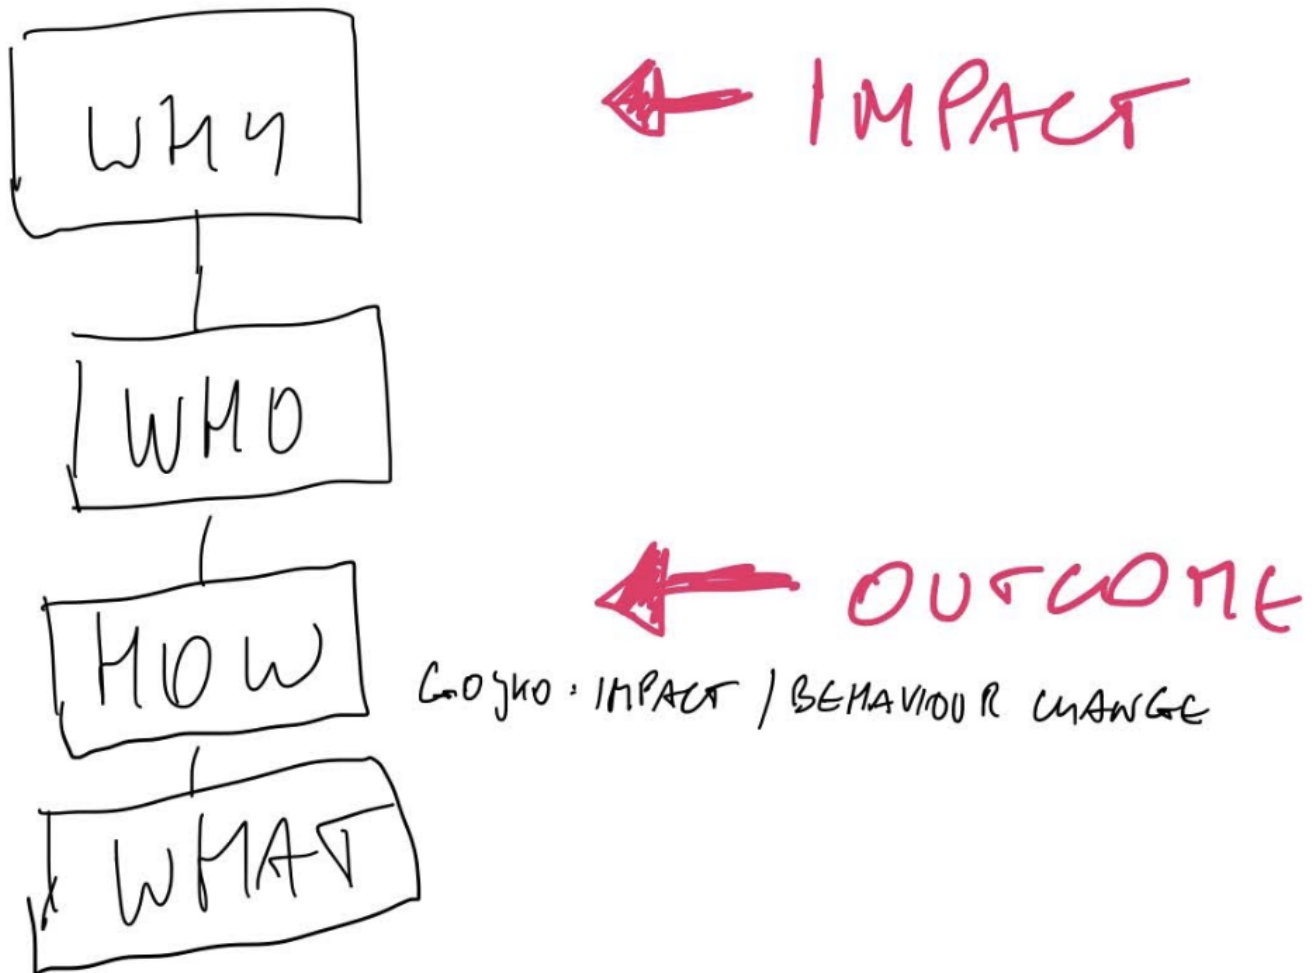 WHY
IMPACT
WHO
HOW
OUTCOME
GOJKO: IMPACT / BEHAVIOUR CHANGE
WHAT